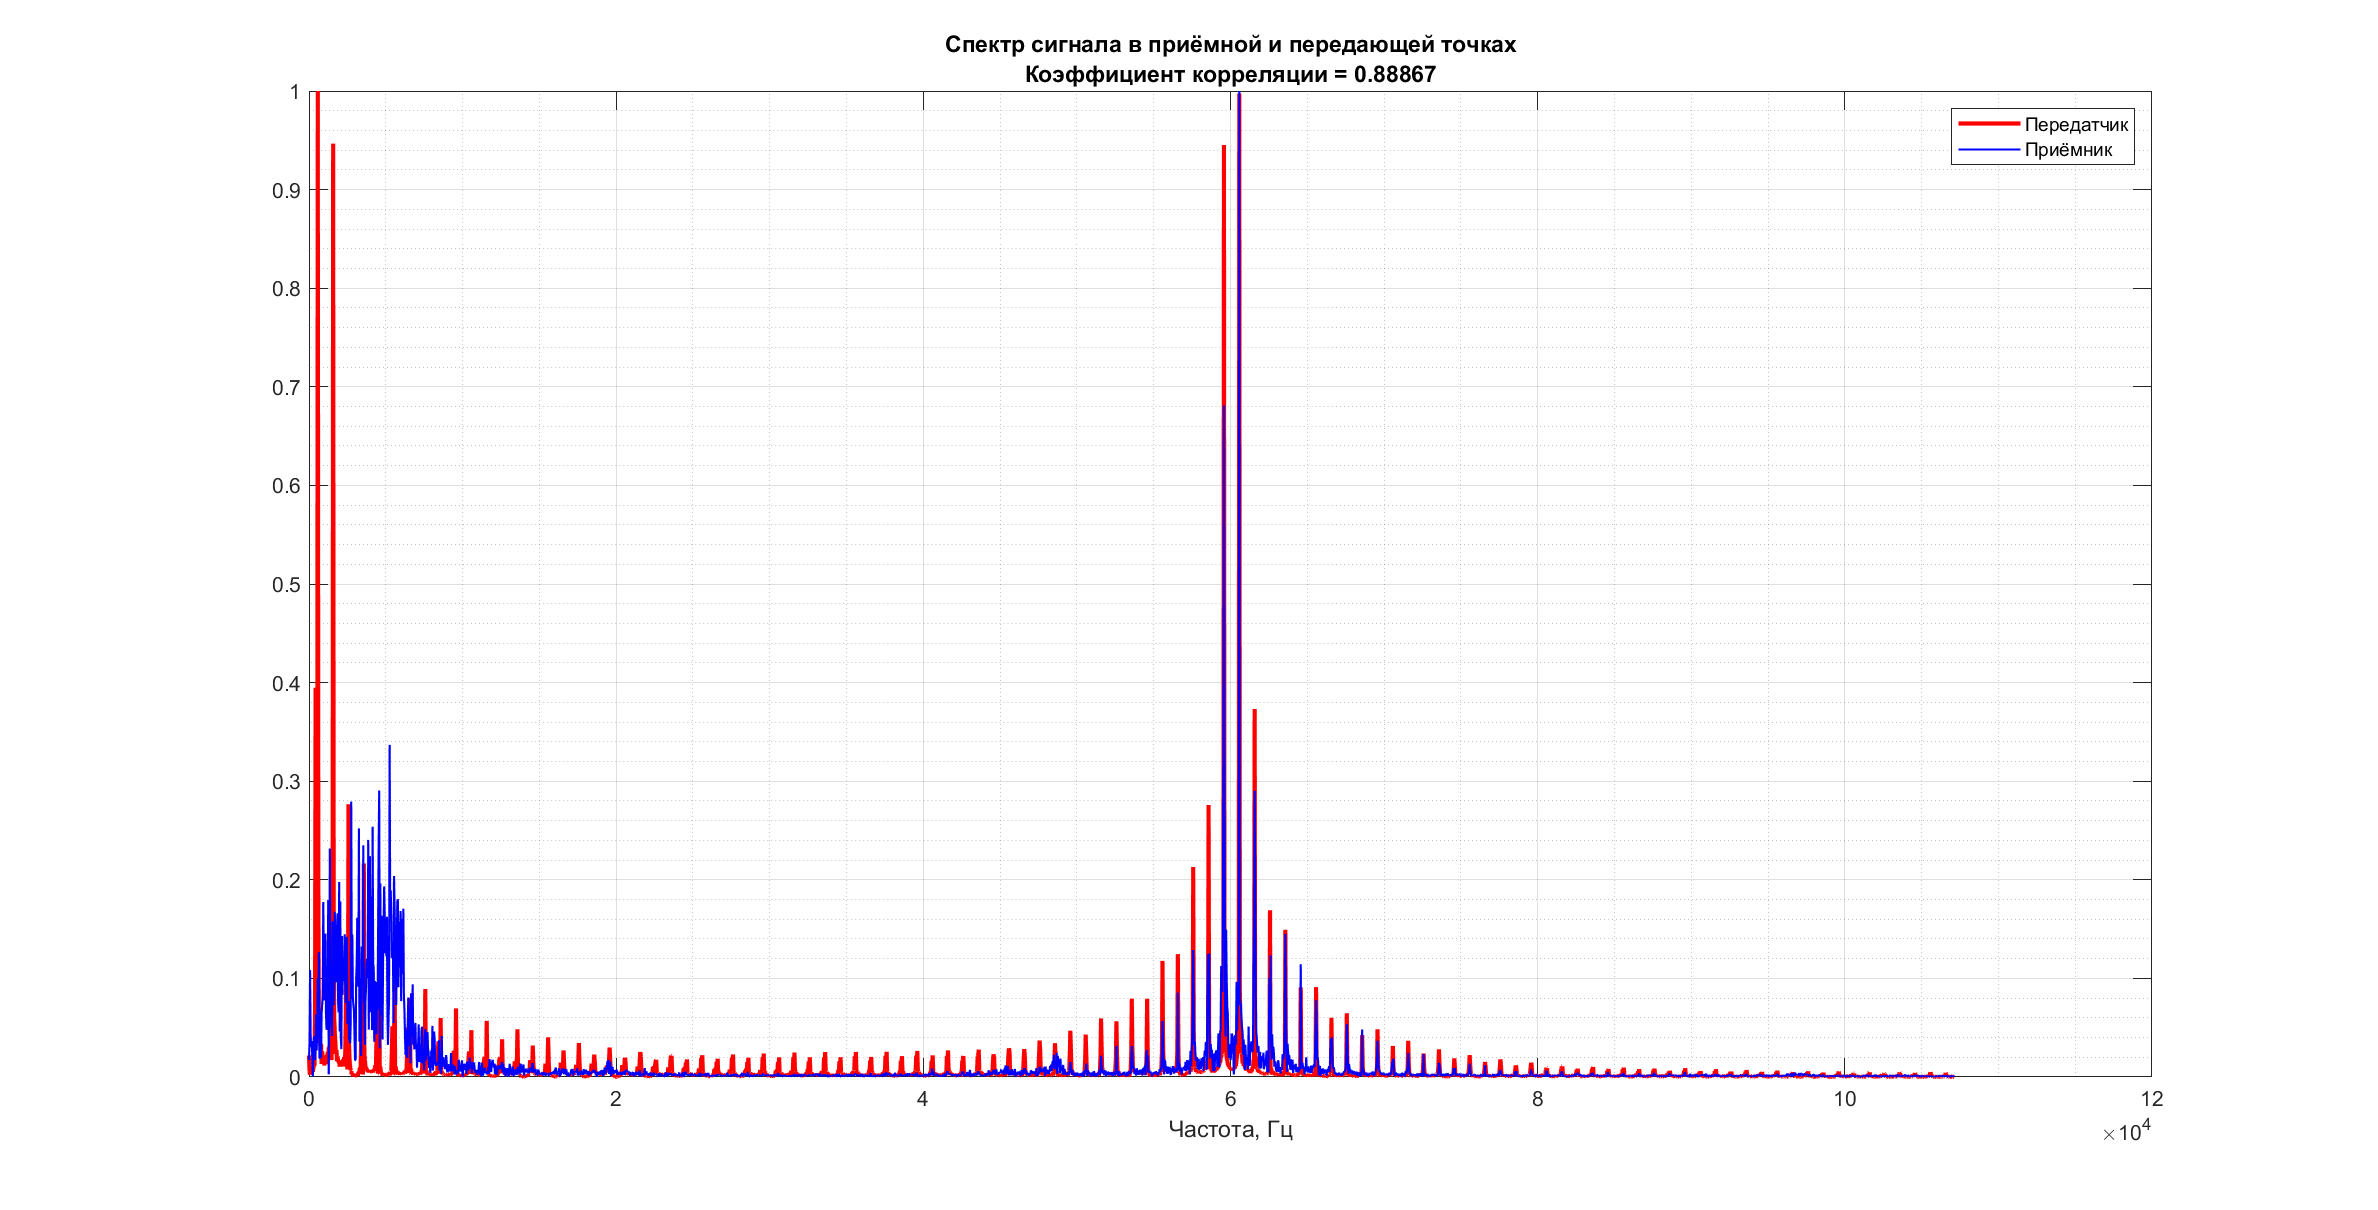 Спектр сигнала в приёмной и передающей точках
Коэффициент корреляции = 0.88867
Передатчик
Приёмник
1
0.9
0.8
0.7
0.6
0.5
0.4
0.3
0.2
0.1
0
0 2 4 6 8 10 12
Частота, Гц
×10⁴